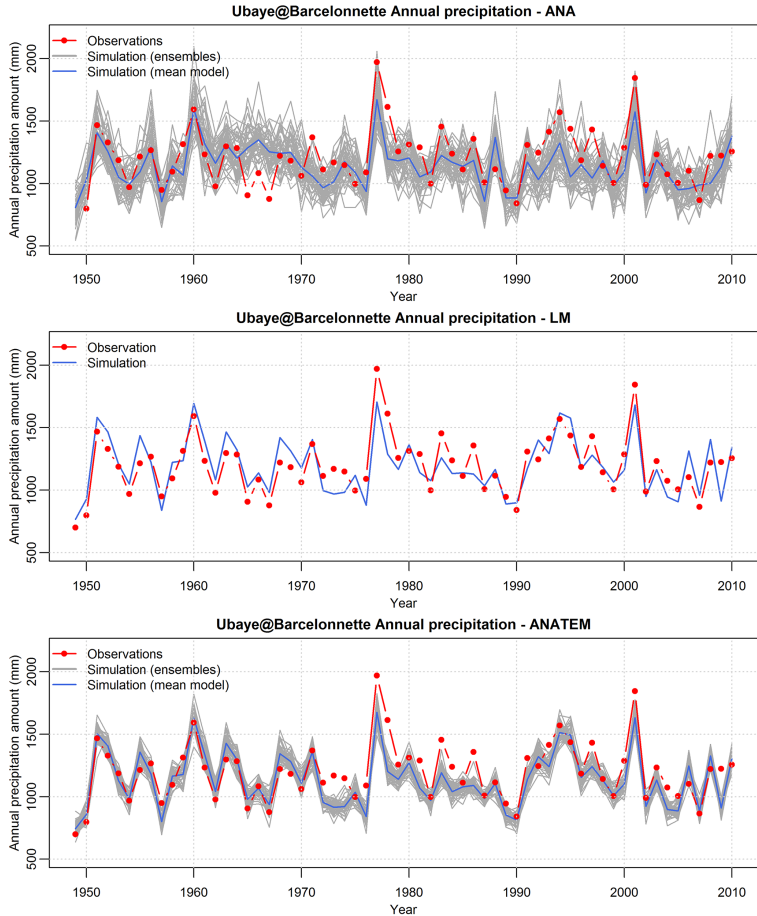 Ubaye@Barcelonnette Annual precipitation - ANA
Annual precipitation amount (mm)
2000
1500
1000
500
Observations
Simulation (ensembles)
Simulation (mean model)
1950 1960 1970 1980 1990 2000 2010
Year
Ubaye@Barcelonnette Annual precipitation - LM
Annual precipitation amount (mm)
2000
1500
1000
500
Observation
Simulation
1950 1960 1970 1980 1990 2000 2010
Year
Ubaye@Barcelonnette Annual precipitation - ANATEM
Annual precipitation amount (mm)
2000
1500
1000
500
Observations
Simulation (ensembles)
Simulation (mean model)
1950 1960 1970 1980 1990 2000 2010
Year